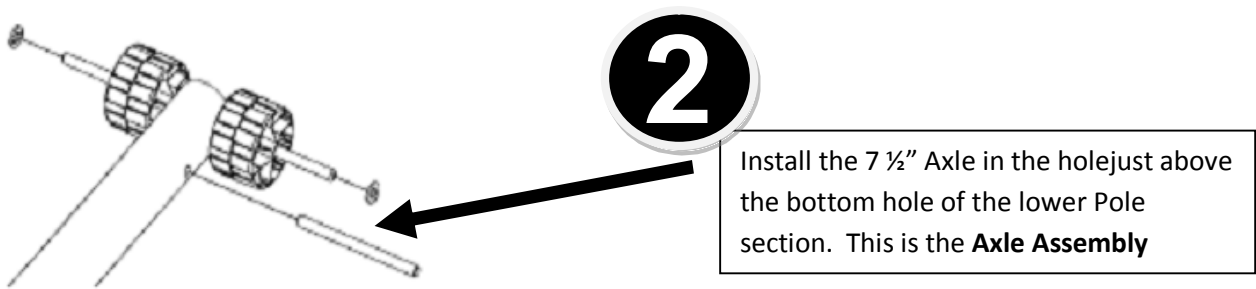 2
Install the 7 ½” Axle in the holejust above
the bottom hole of the lower Pole
section.  This is the Axle Assembly